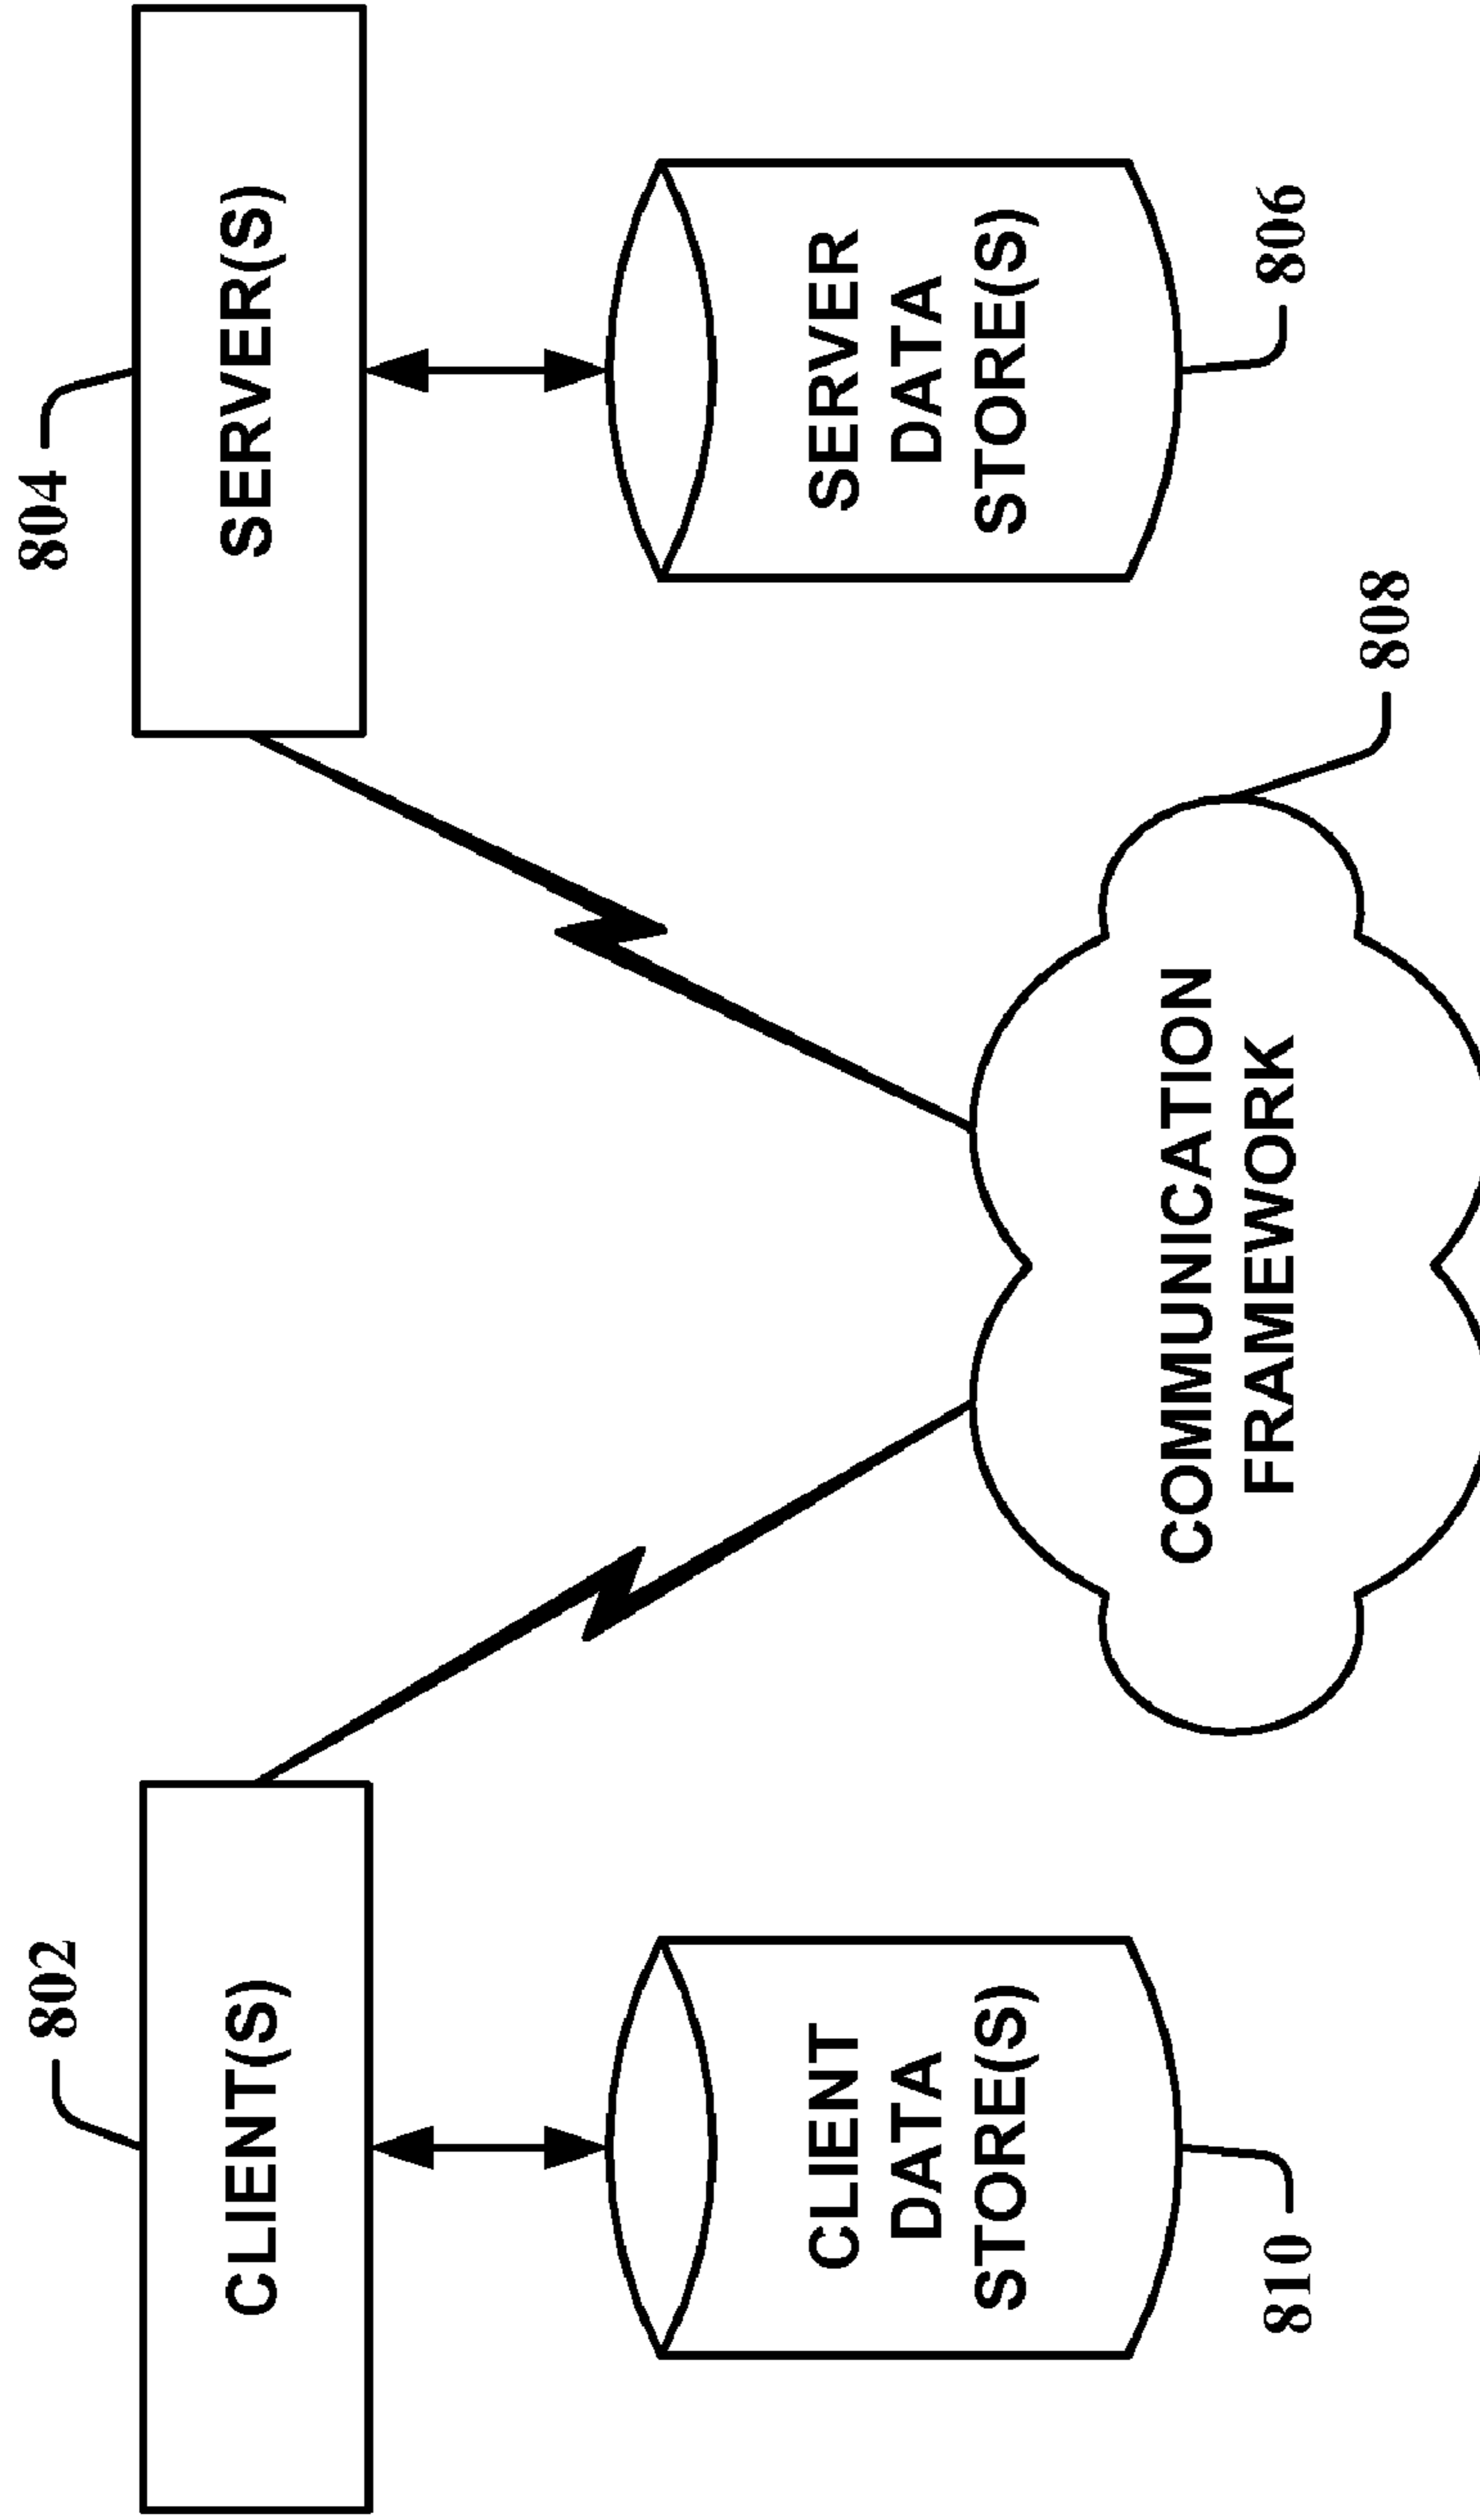 802
804
CLIENT(S)
SERVER(S)
CLIENT
DATA
STORE(S)
SERVER
DATA
STORE(S)
COMMUNICATION
FRAMEWORK
810
806
808